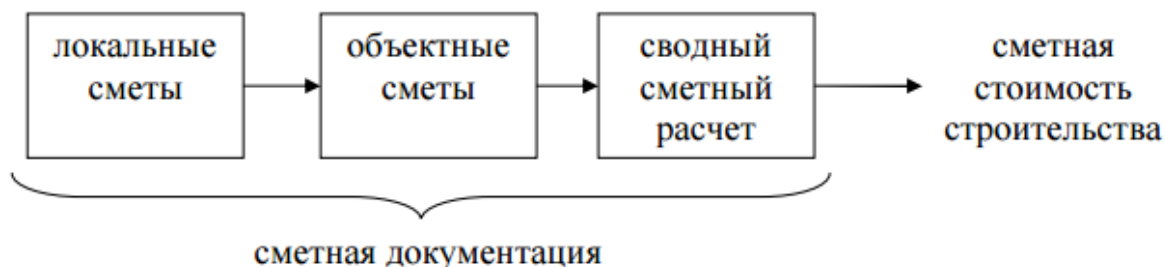 локальные
сметы
объектные
сметы
сводный
сметный
расчет
сметная
стоимость
строительства
сметная документация